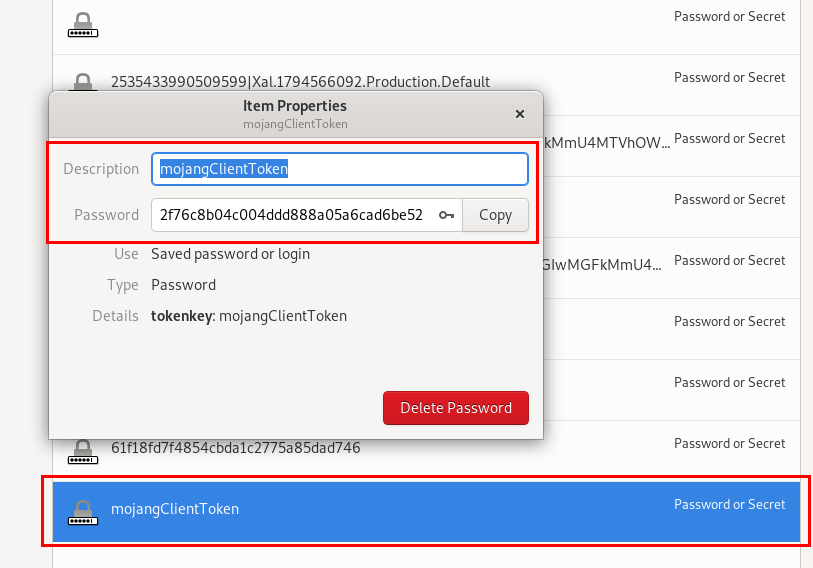 Password or Secret
2535433990509599|Xal.1794566092.Production.Default
Password or Secret
Item Properties
mojangClientToken
kMmU4MTVhOW...
Password or Secret
Description mojangClientToken
Password 2f76c8b04c004ddd888a05a6cad6be52 Copy
Password or Secret
Use Saved password or login
GIwMGFkMmU4...
Password or Secret
Type Password
Details tokenkey: mojangClientToken
Password or Secret
Password or Secret
Delete Password
61f18fd7f4854cbda1c2775a85dad746
Password or Secret
mojangClientToken
Password or Secret